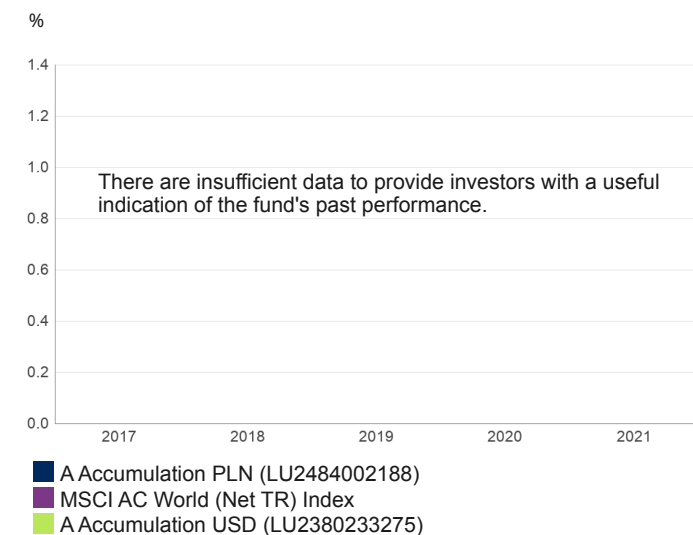 %
1.4
1.2
1.0
There are insufficient data to provide investors with a useful
indication of the fund's past performance.
0.8
0.6
0.4
0.2
0.0
2017 2018 2019 2020 2021
A Accumulation PLN (LU2484002188)
MSCI AC World (Net TR) Index
A Accumulation USD (LU2380233275)